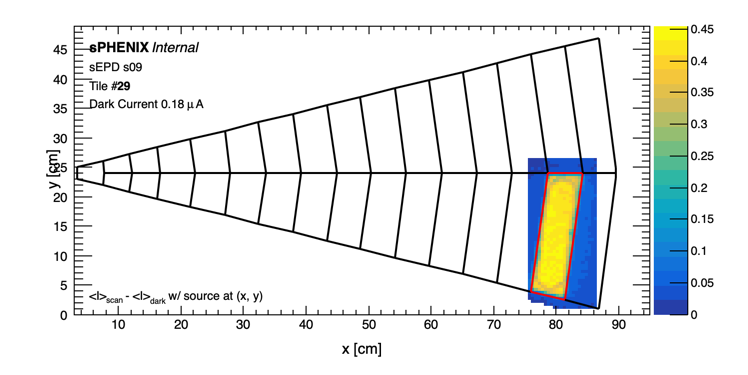 sPHENIX Internal
sEPD s09
Tile #29
Dark Current 0.18 μA
<I>scan - <I>dark w/ source at (x, y)
y [cm]
45
40
35
30
25
20
15
10
5
0
10 20 30 40 50 60 70 80 90
x [cm]
0.45
0.4
0.35
0.3
0.25
0.2
0.15
0.1
0.05
0